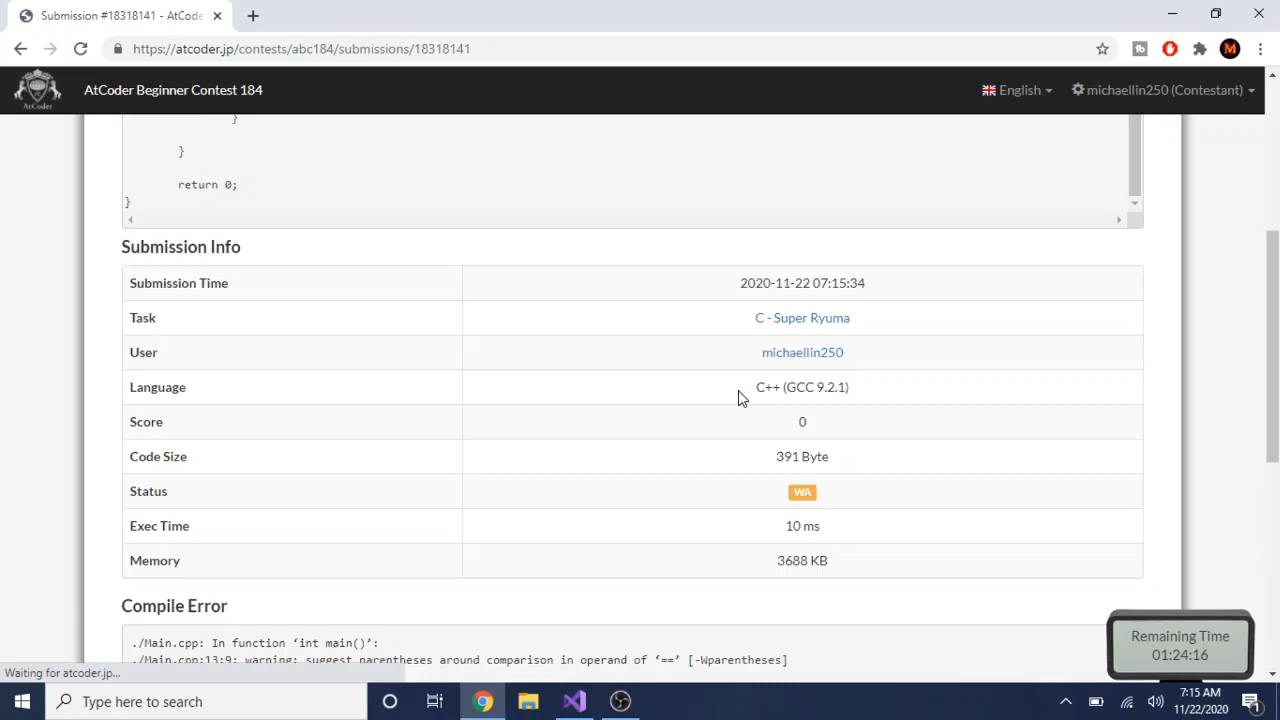 Submission #18318141 - AtCode
https://atcoder.jp/contests/abc184/submissions/18318141
M
AtCoder
AtCoder Beginner Contest 184
English
michaellin250 (Contestant)
}
}
return 0;
}
Submission Info
Submission Time 2020-11-22 07:15:34
Task C - Super Ryuma
User michaellin250
Language C++ (GCC 9.2.1)
Score 0
Code Size 391 Byte
Status WA
Exec Time 10 ms
Memory 3688 KB
Compile Error
./Main.cpp: In function ‘int main()’:
./Main.cpp:13:9: warning: suggest parentheses around comparison in operand of ‘==’ [-Wparentheses]
Remaining Time
01:24:16
Waiting for atcoder.jp...
Type here to search
7:15 AM
11/22/2020
1